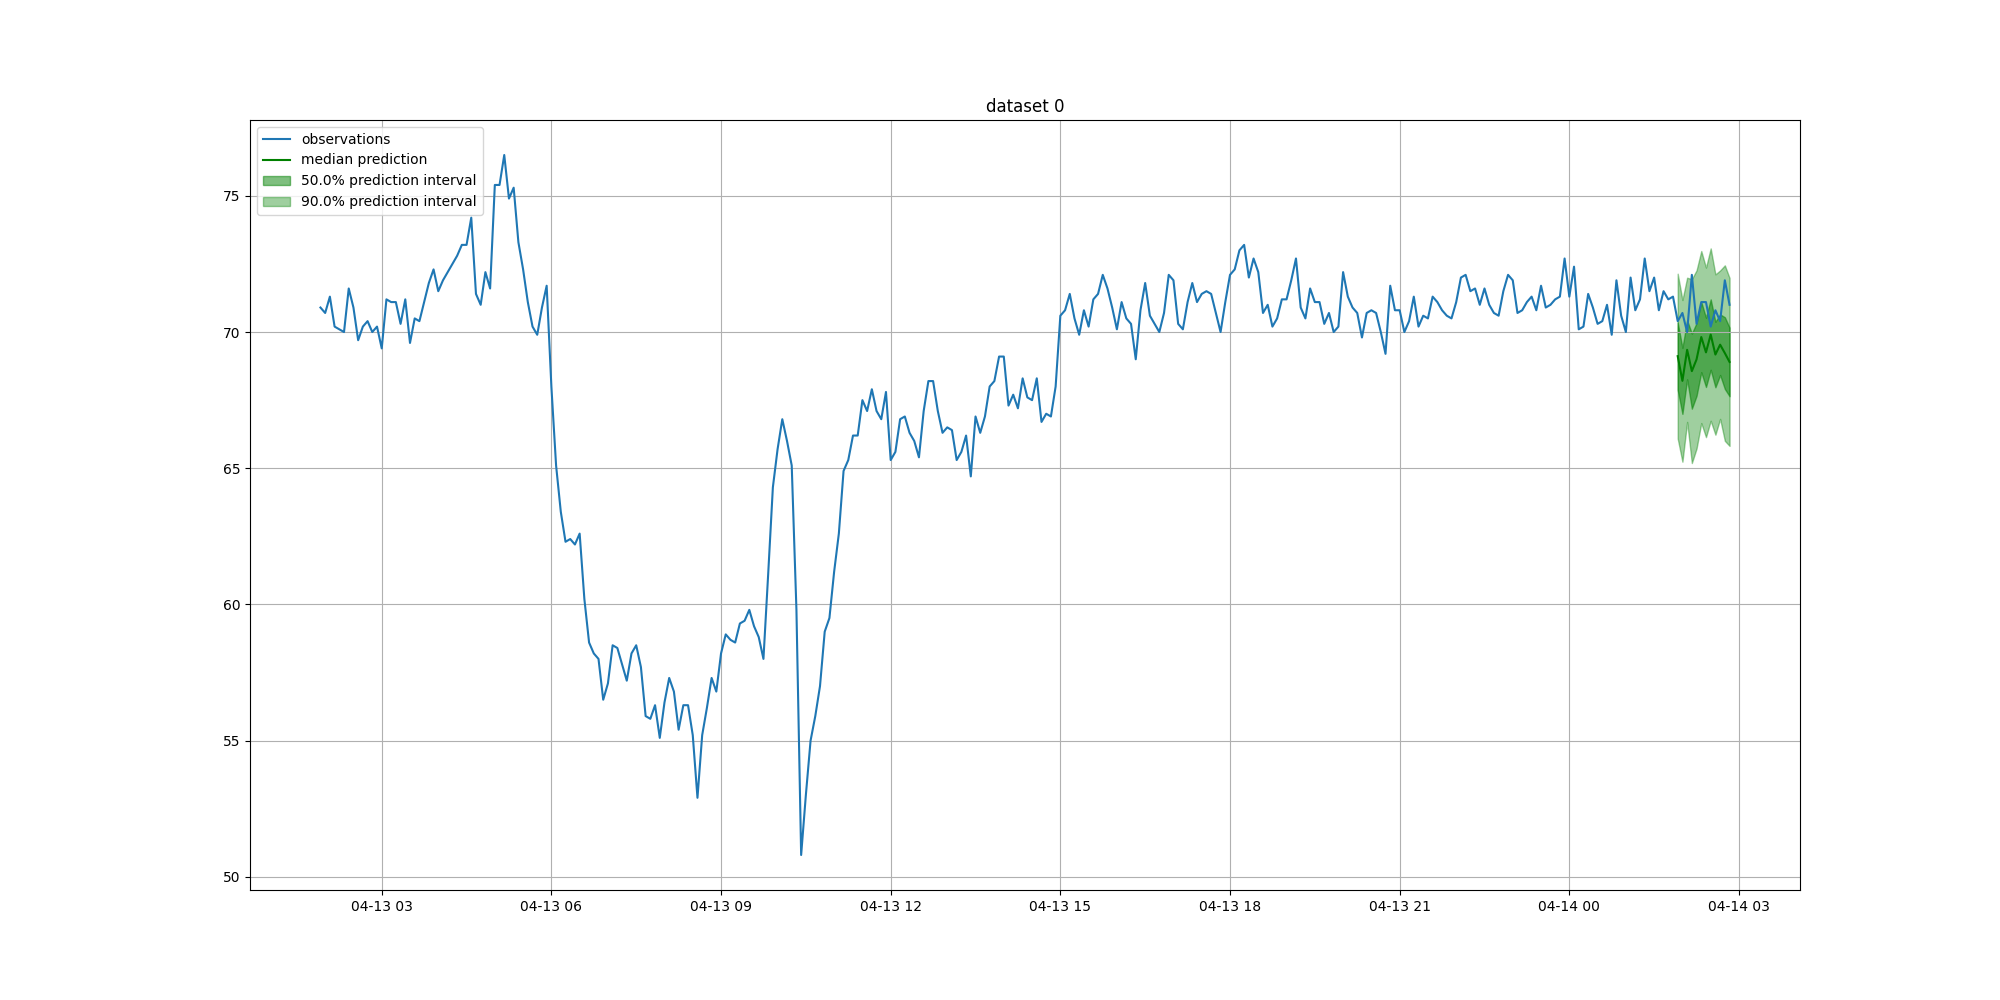 dataset 0
observations
median prediction
50.0% prediction interval
90.0% prediction interval
75
70
65
60
55
50
04-13 03 04-13 06 04-13 09 04-13 12 04-13 15 04-13 18 04-13 21 04-14 00 04-14 03